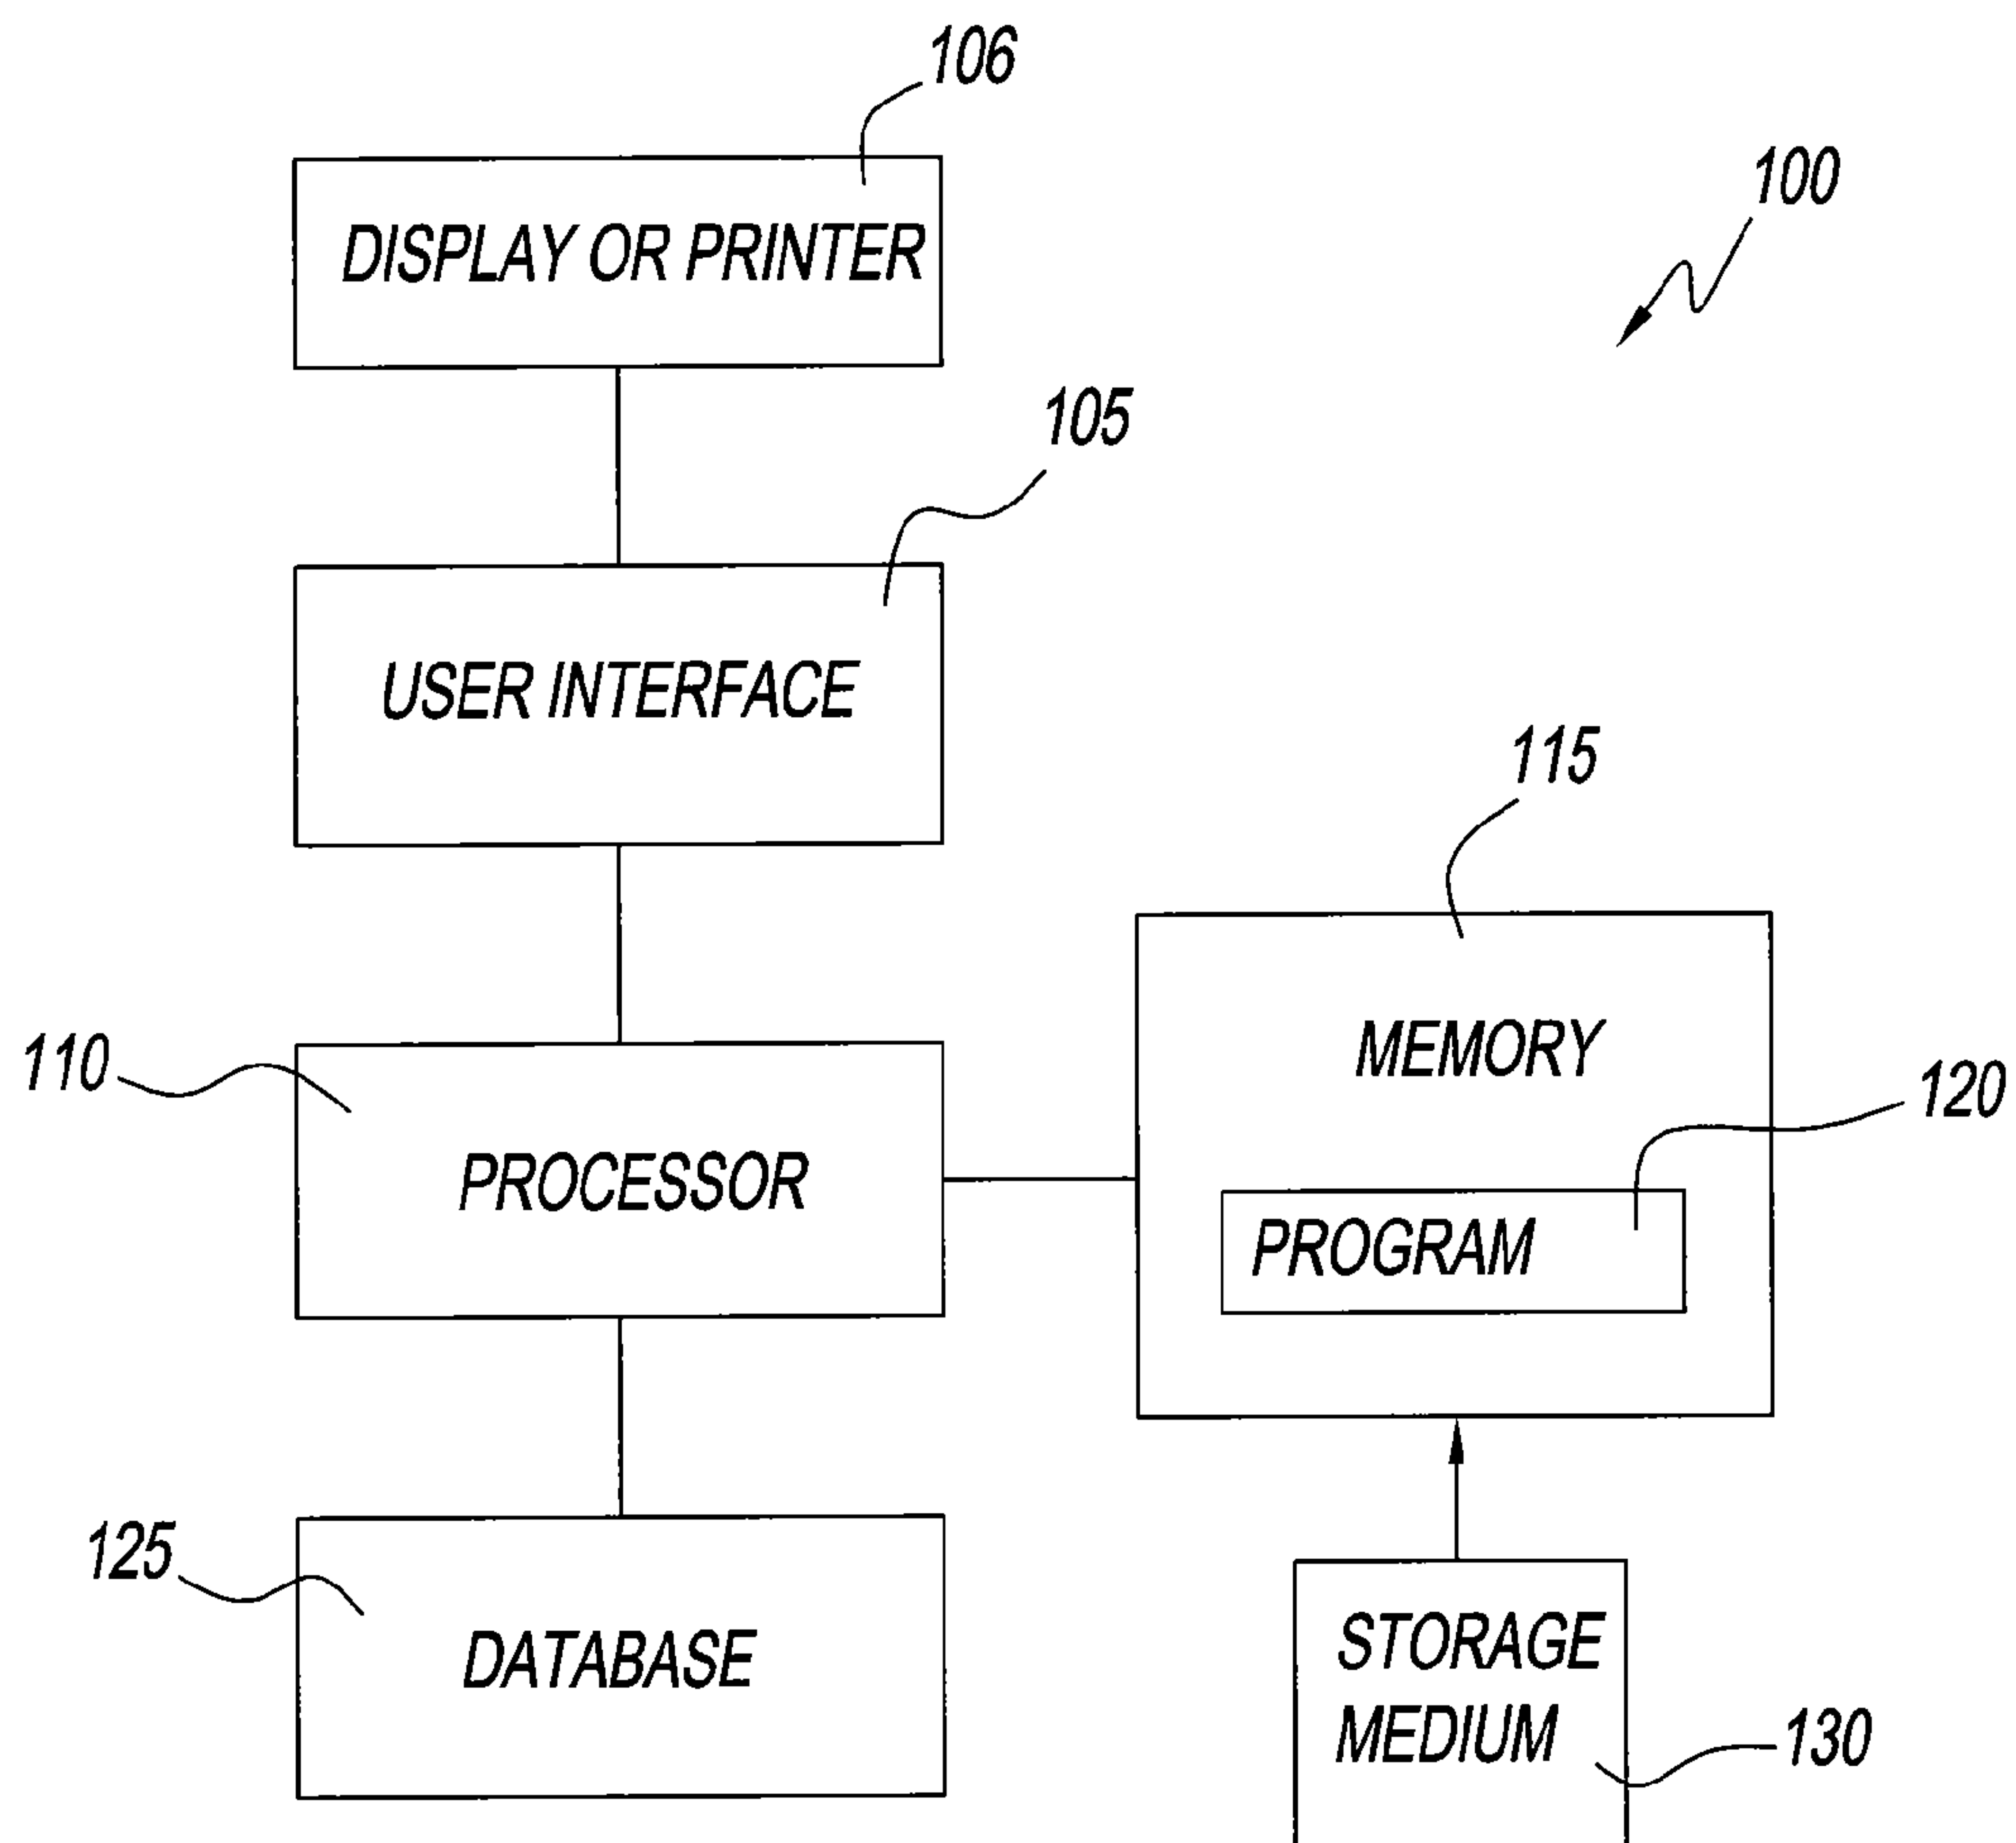 106
DISPLAY OR PRINTER
100
105
USER INTERFACE
115
MEMORY
110
120
PROCESSOR
PROGRAM
125
DATABASE
STORAGE
MEDIUM
130